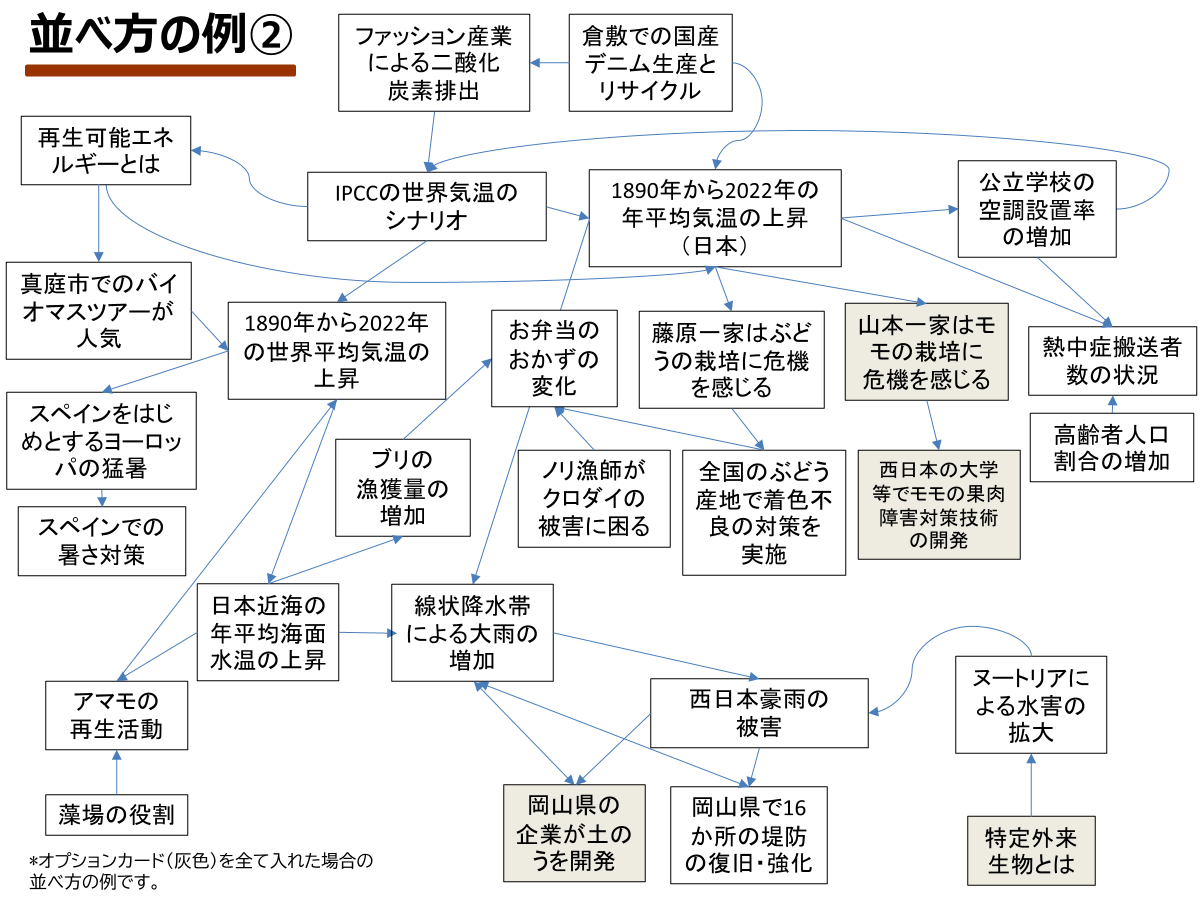 並べ方の例②
ファッション産業
による二酸化
炭素排出
倉敷での国産
デニム生産と
リサイクル
再生可能エネ
ルギーとは
IPCCの世界気温の
シナリオ
1890年から2022年の
年平均気温の上昇
（日本）
公立学校の
空調設置率
の増加
真庭市でのバイ
オマスツアーが
人気
1890年から2022年
の世界平均気温の
上昇
お弁当の
おかずの
変化
藤原一家はぶど
うの栽培に危機
を感じる
山本一家はモ
モの栽培に
危機を感じる
熱中症搬送者
数の状況
スペインをはじ
めとするヨーロッ
パの猛暑
ブリの
漁獲量の
増加
ノリ漁師が
クロダイの
被害に困る
全国のぶどう
産地で着色不
良の対策を
実施
西日本の大学
等でモモの果肉
障害対策技術
の開発
高齢者人口
割合の増加
スペインでの
暑さ対策
日本近海の
年平均海面
水温の上昇
線状降水帯
による大雨の
増加
アマモの
再生活動
西日本豪雨の
被害
ヌートリアに
よる水害の
拡大
藻場の役割
岡山県の
企業が土の
うを開発
岡山県で16
か所の堤防
の復旧・強化
特定外来
生物とは
*オプションカード（灰色）を全て入れた場合の
並べ方の例です。